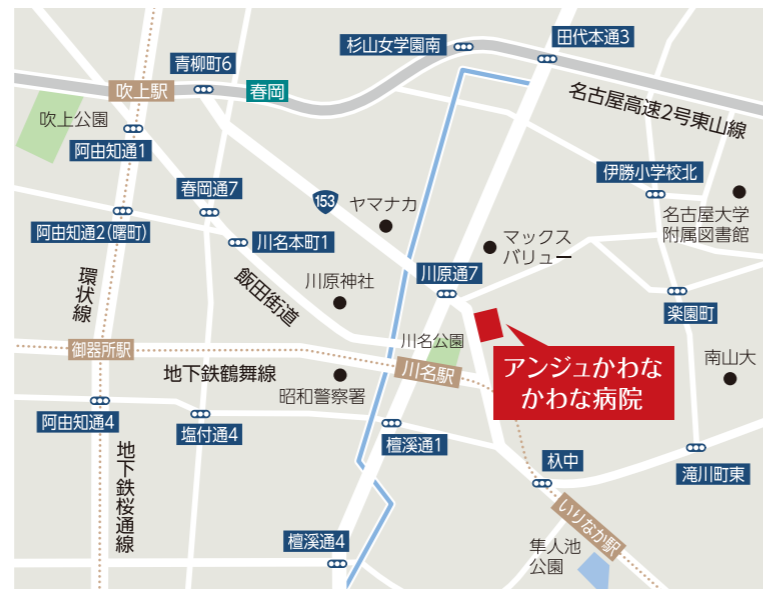 杉山女学園南
田代本通3
青柳町6
吹上駅
春岡
名古屋高速2号東山線
吹上公園
阿由知通1
伊勝小学校北
春岡通7
153
ヤマナカ
名古屋大学
附属図書館
阿由知通2(曙町)
川名本町1
マックス
バリュー
環状線
飯田街道
川原神社
川原通7
楽園町
御器所駅
川名公園
地下鉄鶴舞線
川名駅
アンジュかわな
かわな病院
南山大
昭和警察署
阿由知通4
塩付通4
檀溪通1
地下鉄桜通線
杁中
滝川町東
いりなか駅
檀溪通4
隼人池
公園